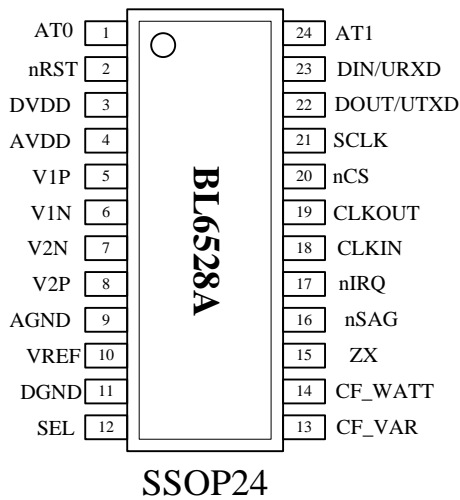 AT0 1 24 AT1
nRST 2 23 DIN/URXD
DVDD 3 22 DOUT/UTXD
AVDD 4 21 SCLK
V1P 5 20 nCS
V1N 6 19 CLKOUT
V2N 7 18 CLKIN
V2P 8 17 nIRQ
AGND 9 16 nSAG
VREF 10 15 ZX
DGND 11 14 CF_WATT
SEL 12 13 CF_VAR
BL6528A
SSOP24